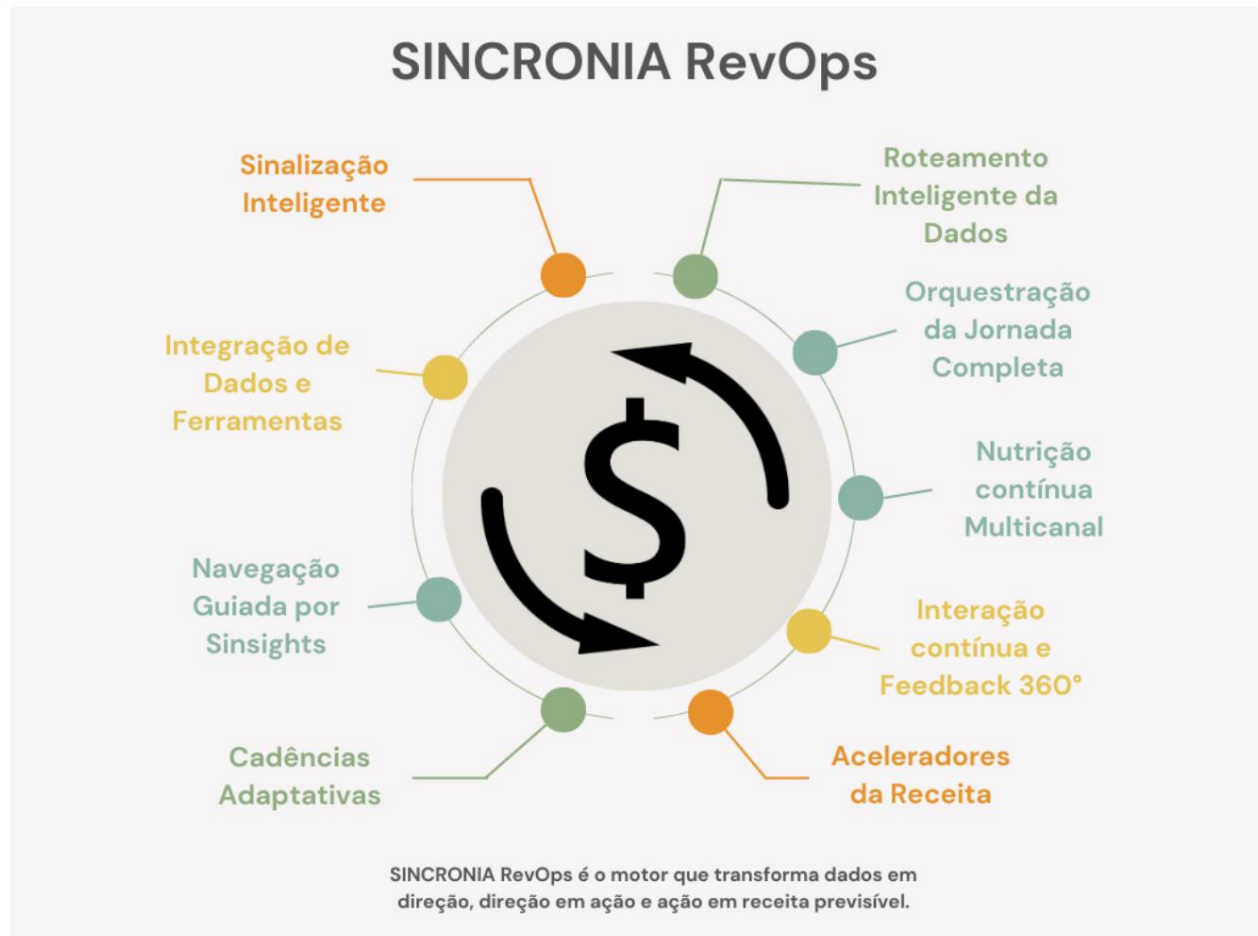 SINCRONIA RevOps
Sinalização
Inteligente
Integração de
Dados e
Ferramentas
Navegação
Guiada por
Sinsights
Cadências
Adaptativas
Roteamento
Inteligente da
Dados
Orquestração
da Jornada
Completa
Nutrição
contínua
Multicanal
Interação
contínua e
Feedback 360°
Aceleradores
da Receita
$
SINCRONIA RevOps é o motor que transforma dados em
direção, direção em ação e ação em receita previsível.